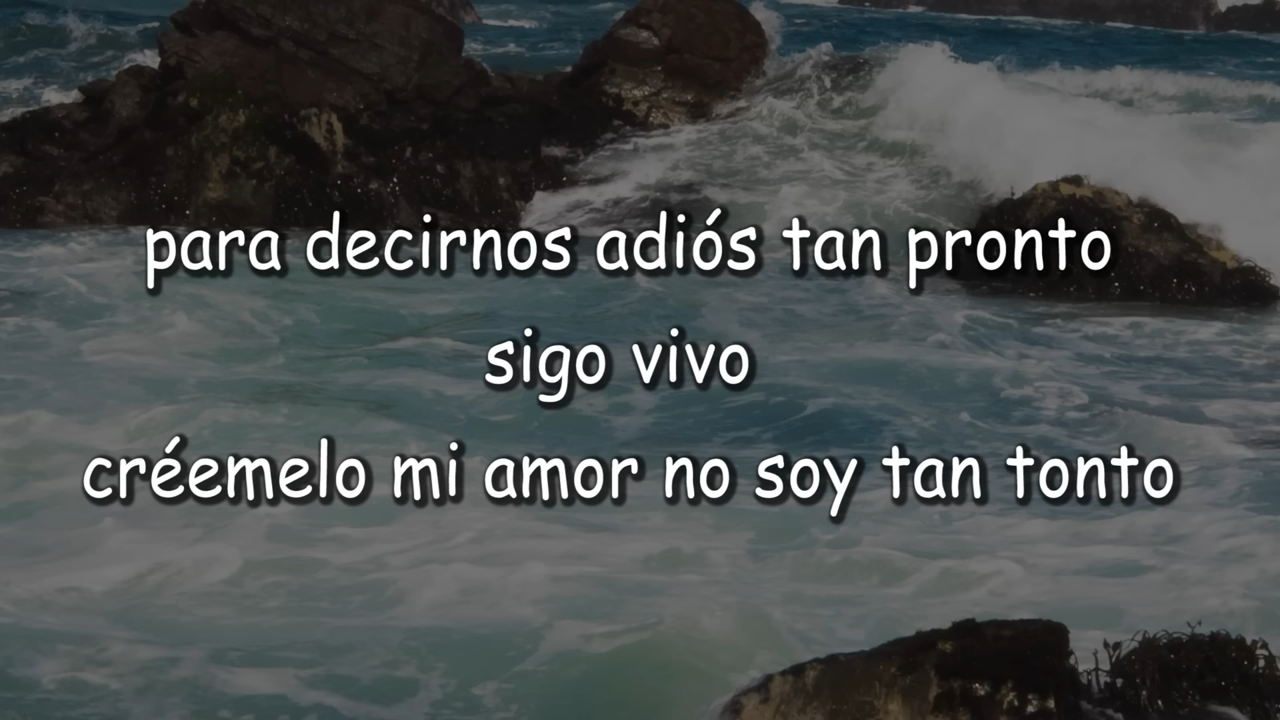 para decirnos adiós tan pronto
sigo vivo
créemelo mi amor no soy tan tonto